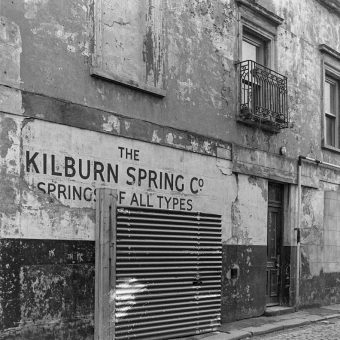 THE
KILBURN SPRING Cº
SPRINGS OF ALL TYPES